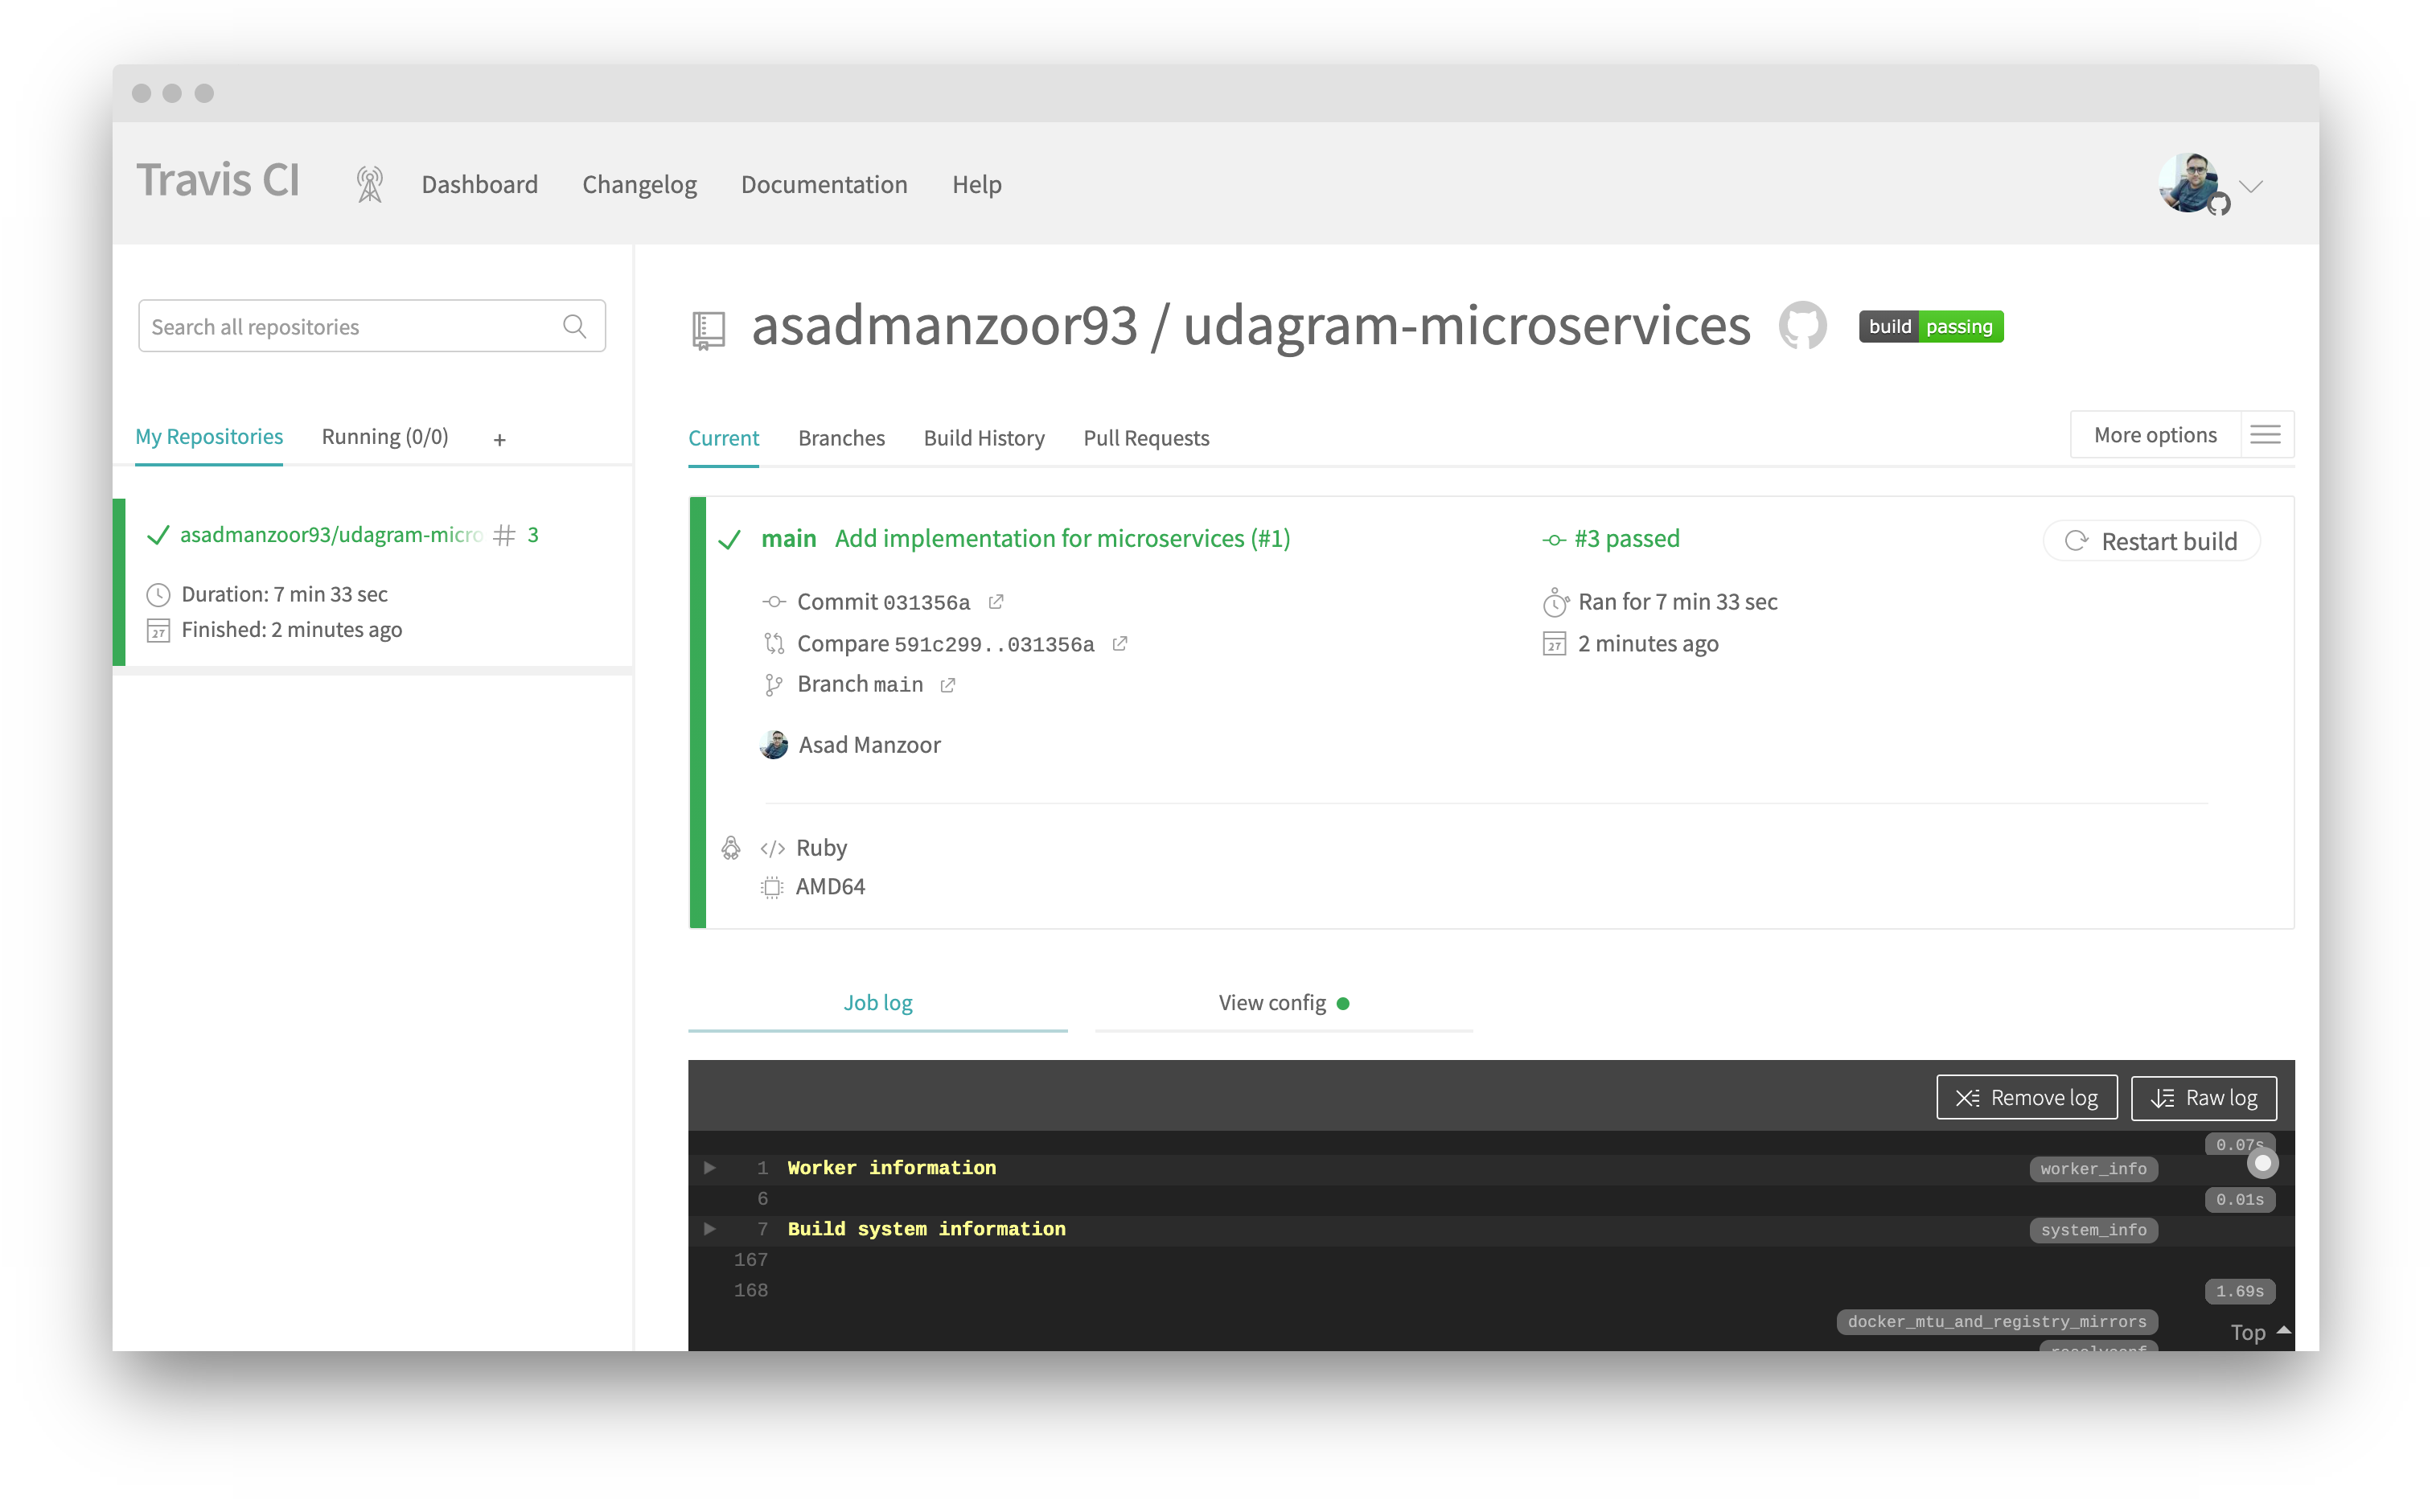 Travis CI Dashboard Changelog Documentation Help
Search all repositories
My Repositories Running (0/0) +
asadmanzoor93/udagram-micro # 3
Duration: 7 min 33 sec
27 Finished: 2 minutes ago
asadmanzoor93 / udagram-microservices build passing
Current Branches Build History Pull Requests More options
main Add implementation for microservices (#1) #3 passed Restart build
Commit 031356a Ran for 7 min 33 sec
Compare 591c299..031356a 27 2 minutes ago
Branch main
Asad Manzoor
</> Ruby
AMD64
Job log View config
Remove log Raw log
0.07s
1 Worker information worker_info
6 0.01s
7 Build system information system_info
167
168 1.69s
docker_mtu_and_registry_mirrors
Top